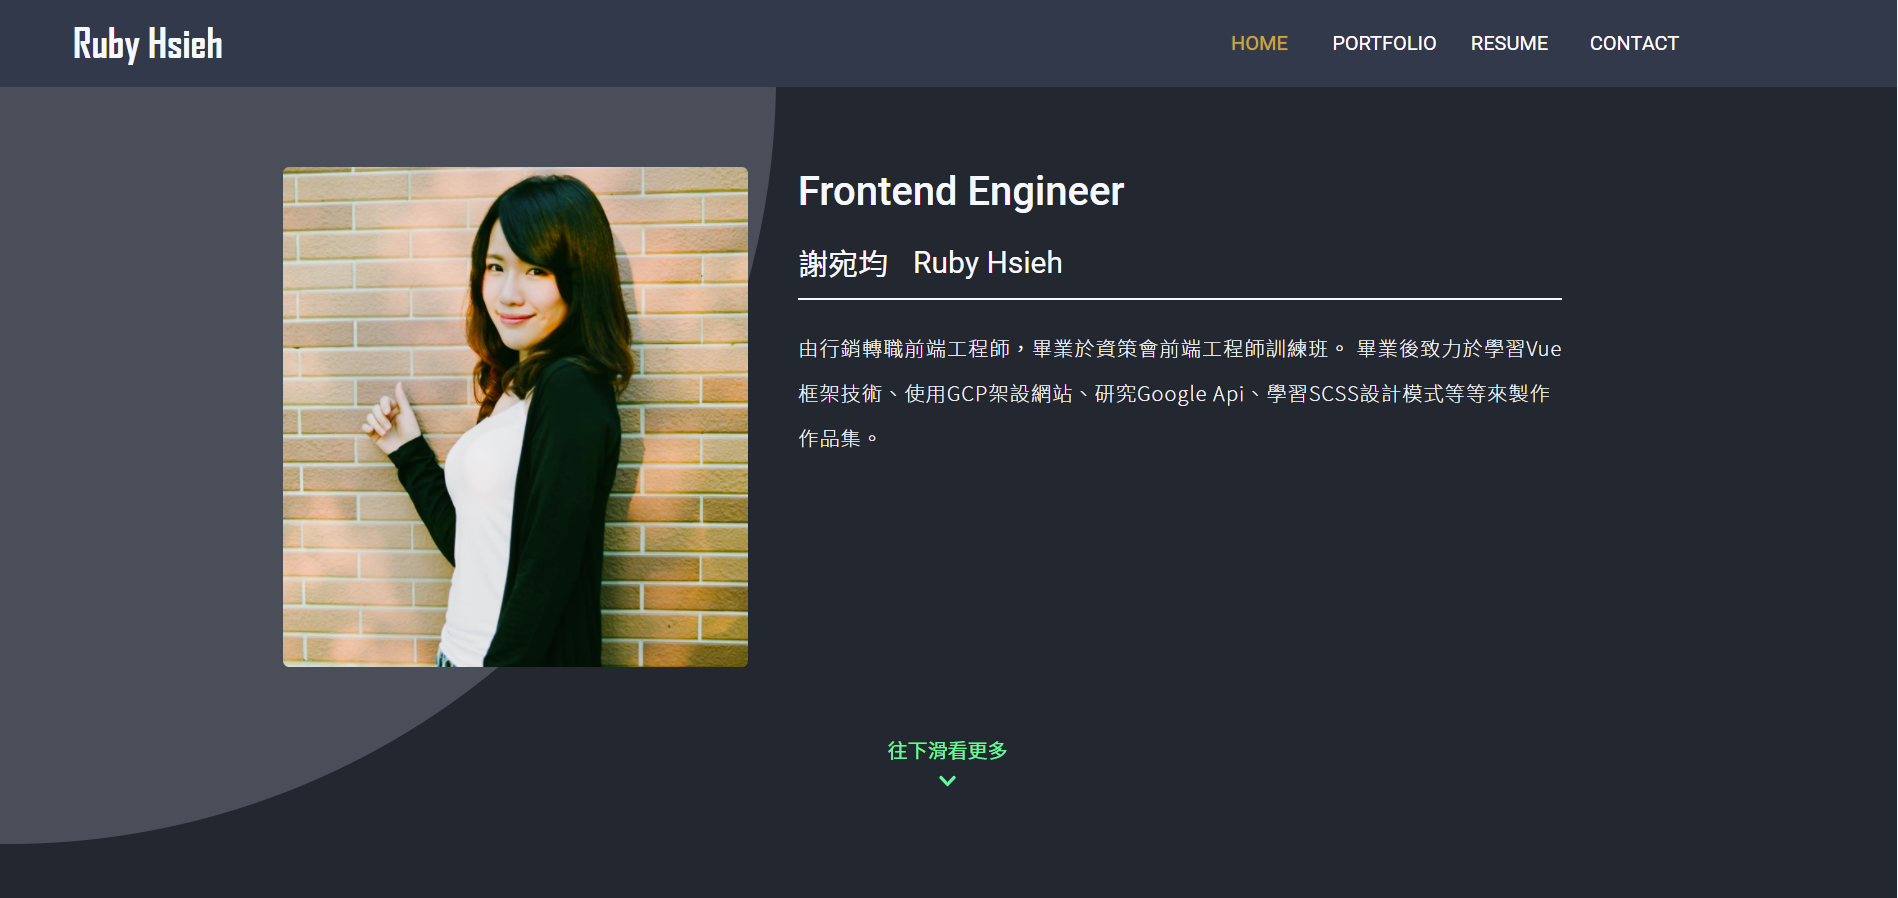 Ruby Hsieh
HOME PORTFOLIO RESUME CONTACT
Frontend Engineer
謝宛均 Ruby Hsieh
由行銷轉職前端工程師，畢業於資策會前端工程師訓練班。 畢業後致力於學習Vue
框架技術、使用GCP架設網站、研究Google Api、學習SCSS設計模式等等來製作
作品集。
往下滑看更多